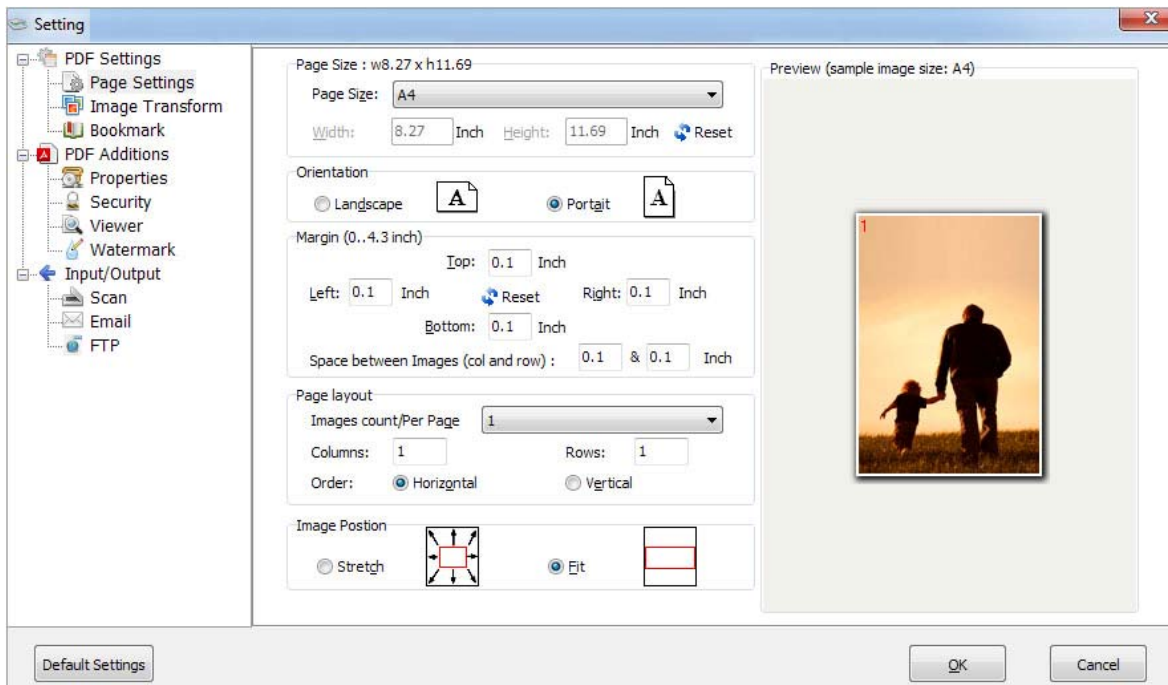 Setting
X
PDF Settings
Page Settings
Image Transform
Bookmark
PDF Additions
Properties
Security
Viewer
Watermark
Input/Output
Scan
Email
FTP
Page Size : w8.27 x h11.69
Page Size: A4
Width: 8.27 Inch Height: 11.69 Inch Reset
Orientation
Landscape A Portait A
Margin (0..4.3 inch)
Top: 0.1 Inch
Left: 0.1 Inch Reset Right: 0.1 Inch
Bottom: 0.1 Inch
Space between Images (col and row) : 0.1 & 0.1 Inch
Page layout
Images count/Per Page 1
Columns: 1 Rows: 1
Order: Horizontal Vertical
Image Postion
Stretch Fit
Preview (sample image size: A4)
1
Default Settings OK Cancel